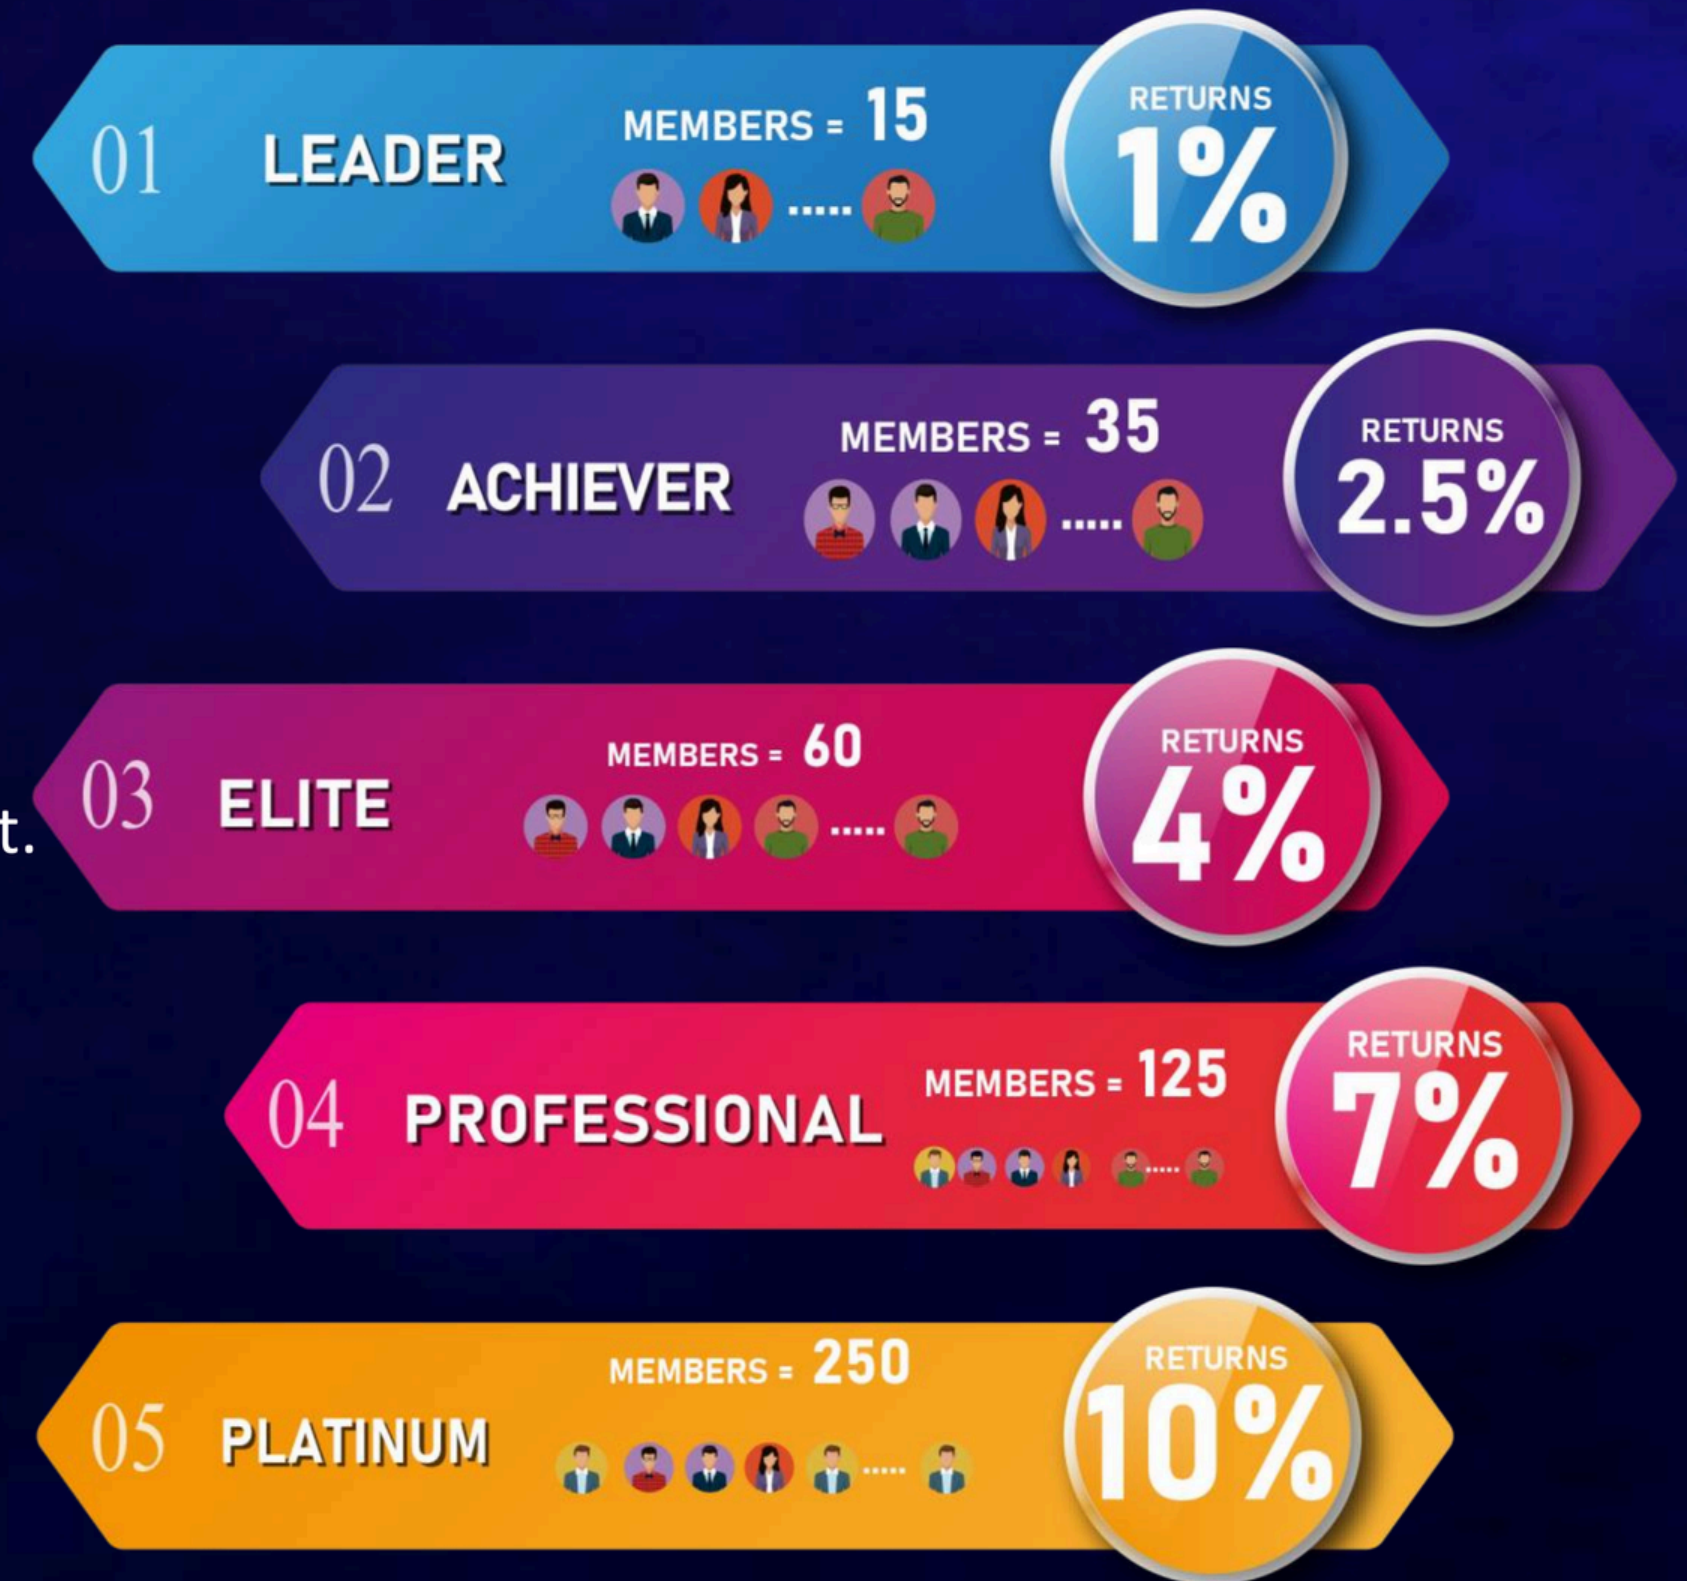 01 LEADER MEMBERS = 15 RETURNS 1%
02 ACHIEVER MEMBERS = 35 RETURNS 2.5%
t.
03 ELITE MEMBERS = 60 RETURNS 4%
04 PROFESSIONAL MEMBERS = 125 RETURNS 7%
05 PLATINUM MEMBERS = 250 RETURNS 10%